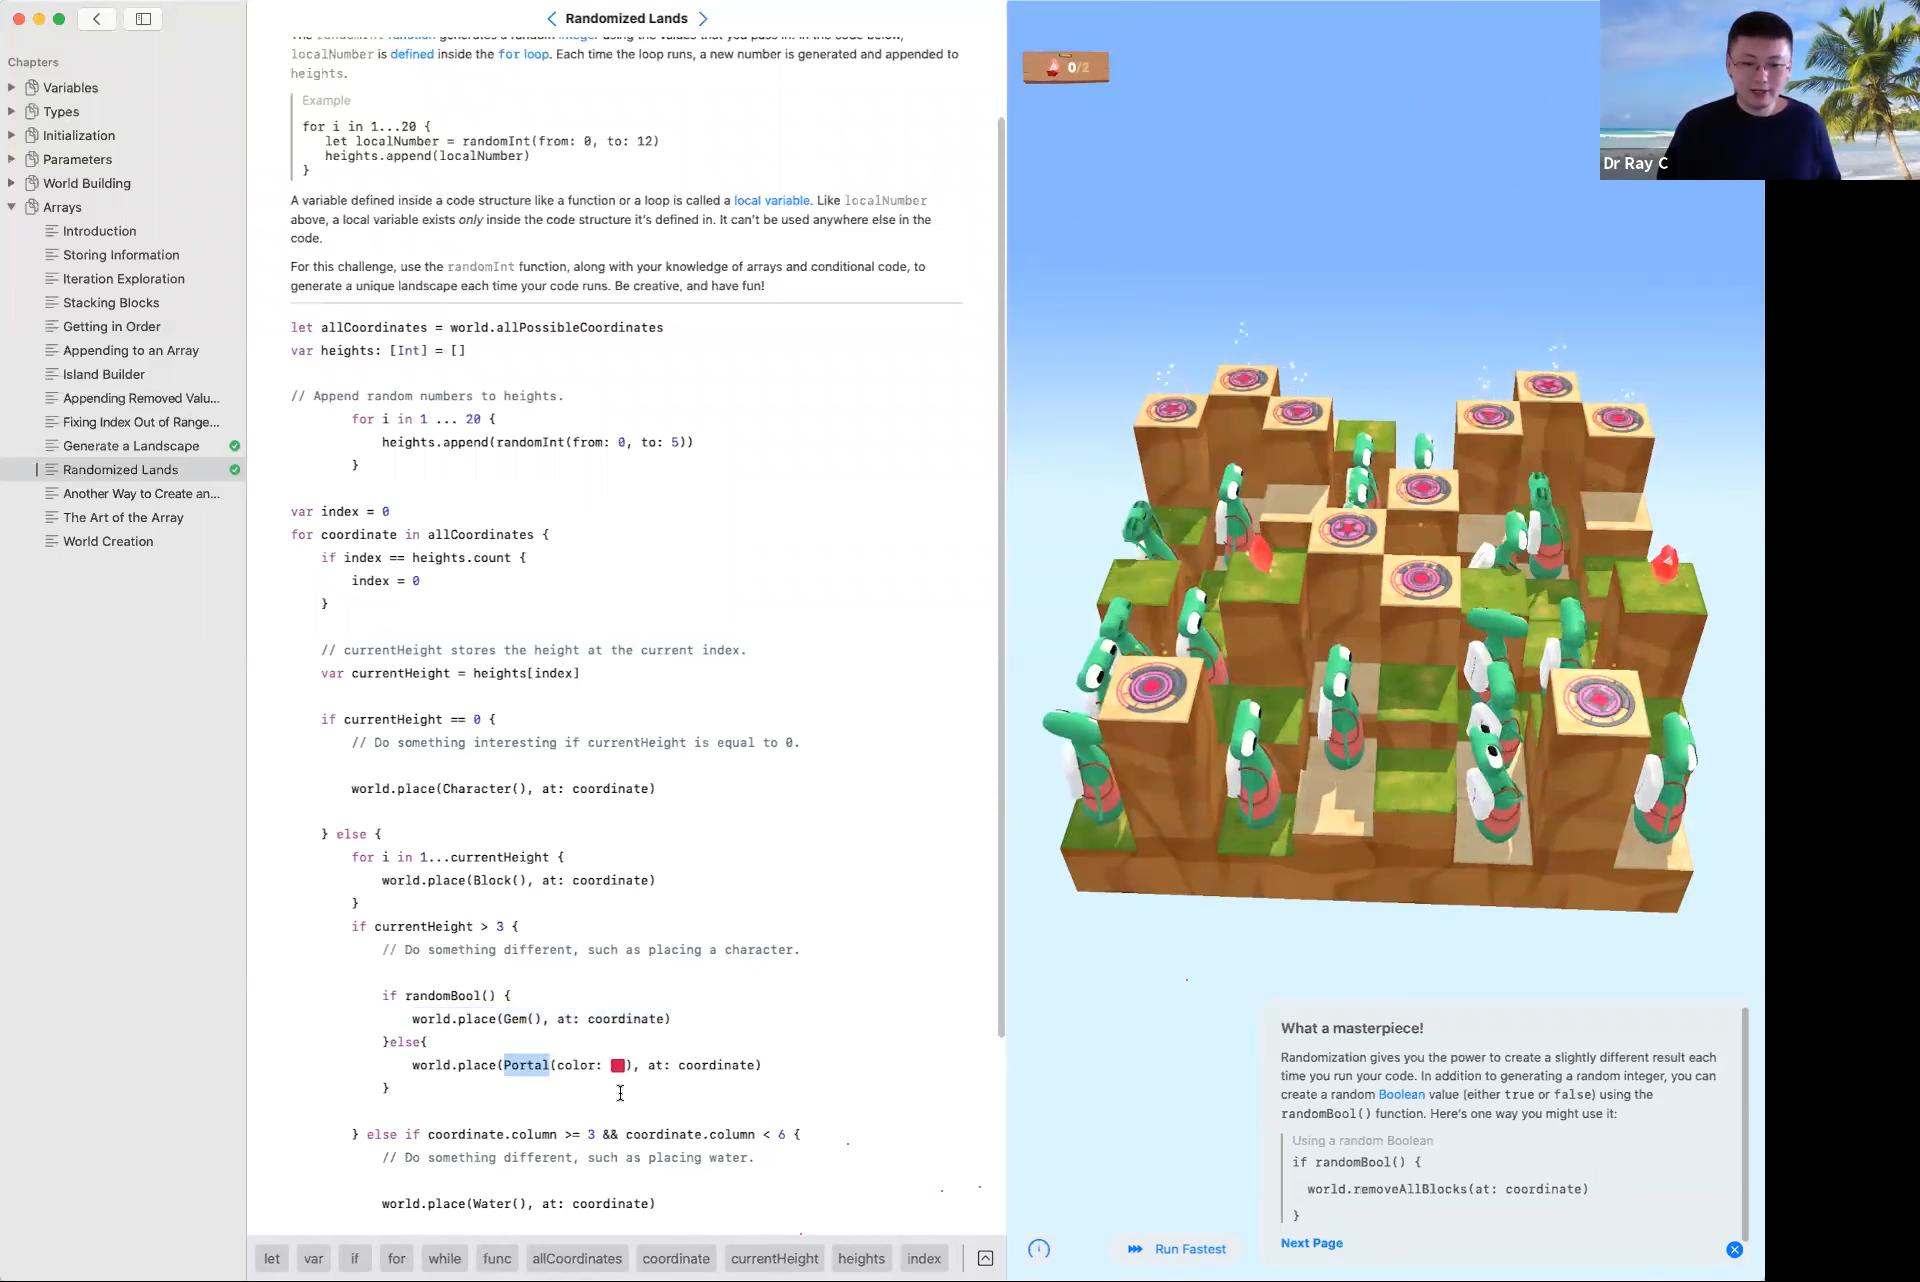 Randomized Lands
Chapters
Variables
Types
Initialization
Parameters
World Building
Arrays
Introduction
Storing Information
Iteration Exploration
Stacking Blocks
Getting in Order
Appending to an Array
Island Builder
Appending Removed Valu...
Fixing Index Out of Range...
Generate a Landscape
Randomized Lands
Another Way to Create an...
The Art of the Array
World Creation
localNumber is defined inside the for loop. Each time the loop runs, a new number is generated and appended to
heights.
Example
for i in 1...20 {
let localNumber = randomInt(from: 0, to: 12)
heights.append(localNumber)
}
A variable defined inside a code structure like a function or a loop is called a local variable. Like localNumber
above, a local variable exists only inside the code structure it's defined in. It can't be used anywhere else in the
code.
For this challenge, use the randomInt function, along with your knowledge of arrays and conditional code, to
generate a unique landscape each time your code runs. Be creative, and have fun!
let allCoordinates = world.allPossibleCoordinates
var heights: [Int] = []
// Append random numbers to heights.
for i in 1 ... 20 {
heights.append(randomInt(from: 0, to: 5))
}
var index = 0
for coordinate in allCoordinates {
if index == heights.count {
index = 0
}
// currentHeight stores the height at the current index.
var currentHeight = heights[index]
if currentHeight == 0 {
// Do something interesting if currentHeight is equal to 0.
world.place(Character(), at: coordinate)
} else {
for i in 1...currentHeight {
world.place(Block(), at: coordinate)
}
if currentHeight > 3 {
// Do something different, such as placing a character.
if randomBool() {
world.place(Gem(), at: coordinate)
}else{
world.place(Portal(color: ), at: coordinate)
}
} else if coordinate.column >= 3 && coordinate.column < 6 {
// Do something different, such as placing water.
world.place(Water(), at: coordinate)
let var if for while func allCoordinates coordinate currentHeight heights index
0/2
Dr Ray C
What a masterpiece!
Randomization gives you the power to create a slightly different result each
time you run your code. In addition to generating a random integer, you can
create a random Boolean value (either true or false) using the
randomBool() function. Here's one way you might use it:
Using a random Boolean
if randomBool() {
world.removeAllBlocks(at: coordinate)
}
Next Page
Run Fastest